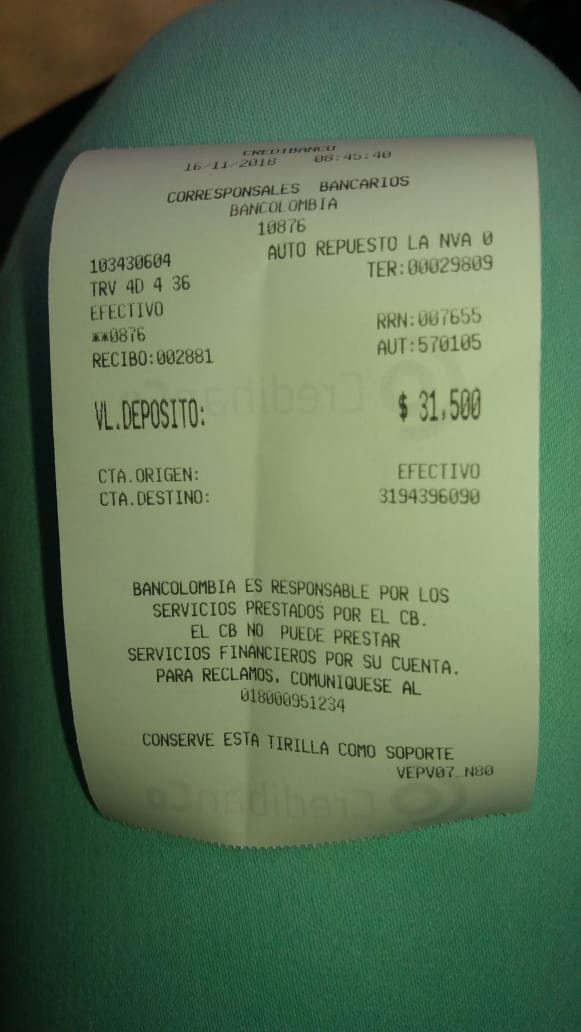 CREDIBANCO
16/11/2018 08:45:40
CORRESPONSALES BANCARIOS
BANCOLOMBIA
10876
103430604 AUTO REPUESTO LA NVA 0
TRV 4D 4 36 TER:00029809
EFECTIVO
**0876 RRN:007655
RECIBO:002881 AUT:570105
VL.DEPOSITO: $ 31,500
CTA.ORIGEN: EFECTIVO
CTA.DESTINO: 3194396090
BANCOLOMBIA ES RESPONSABLE POR LOS
SERVICIOS PRESTADOS POR EL CB.
EL CB NO PUEDE PRESTAR
SERVICIOS FINANCIEROS POR SU CUENTA.
PARA RECLAMOS, COMUNIQUESE AL
018000951234
CONSERVE ESTA TIRILLA COMO SOPORTE
VEPV07_N80
CredibanCo
CredibanCo